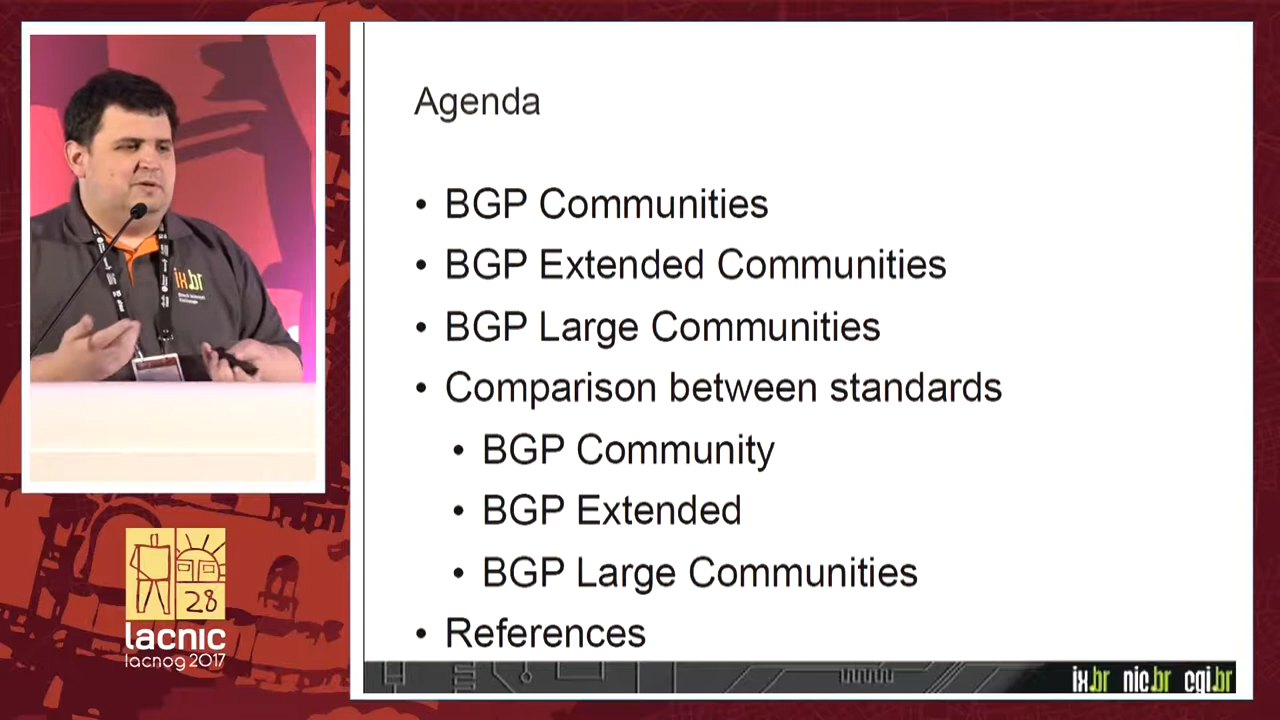 Agenda
• BGP Communities
• BGP Extended Communities
• BGP Large Communities
• Comparison between standards
• BGP Community
• BGP Extended
• BGP Large Communities
• References
ix.br nic.br cgi.br
ix.br
28
lacnic
lacnog 2017